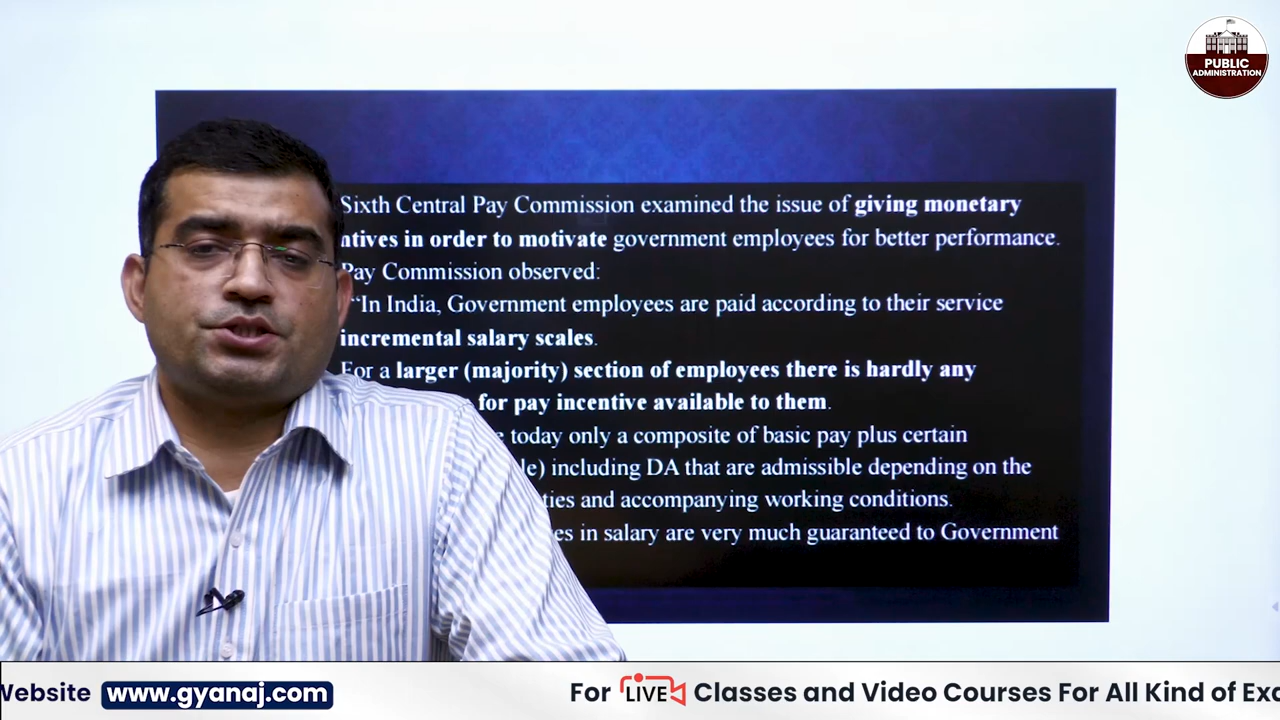 PUBLIC
ADMINISTRATION
Sixth Central Pay Commission examined the issue of giving monetary
ntives in order to motivate government employees for better performance.
Pay Commission observed:
“In India, Government employees are paid according to their service
incremental salary scales.
For a larger (majority) section of employees there is hardly any
for pay incentive available to them.
today only a composite of basic pay plus certain
le) including DA that are admissible depending on the
ties and accompanying working conditions.
es in salary are very much guaranteed to Government
Website www.gyanaj.com For LIVE Classes and Video Courses For All Kind of Exa